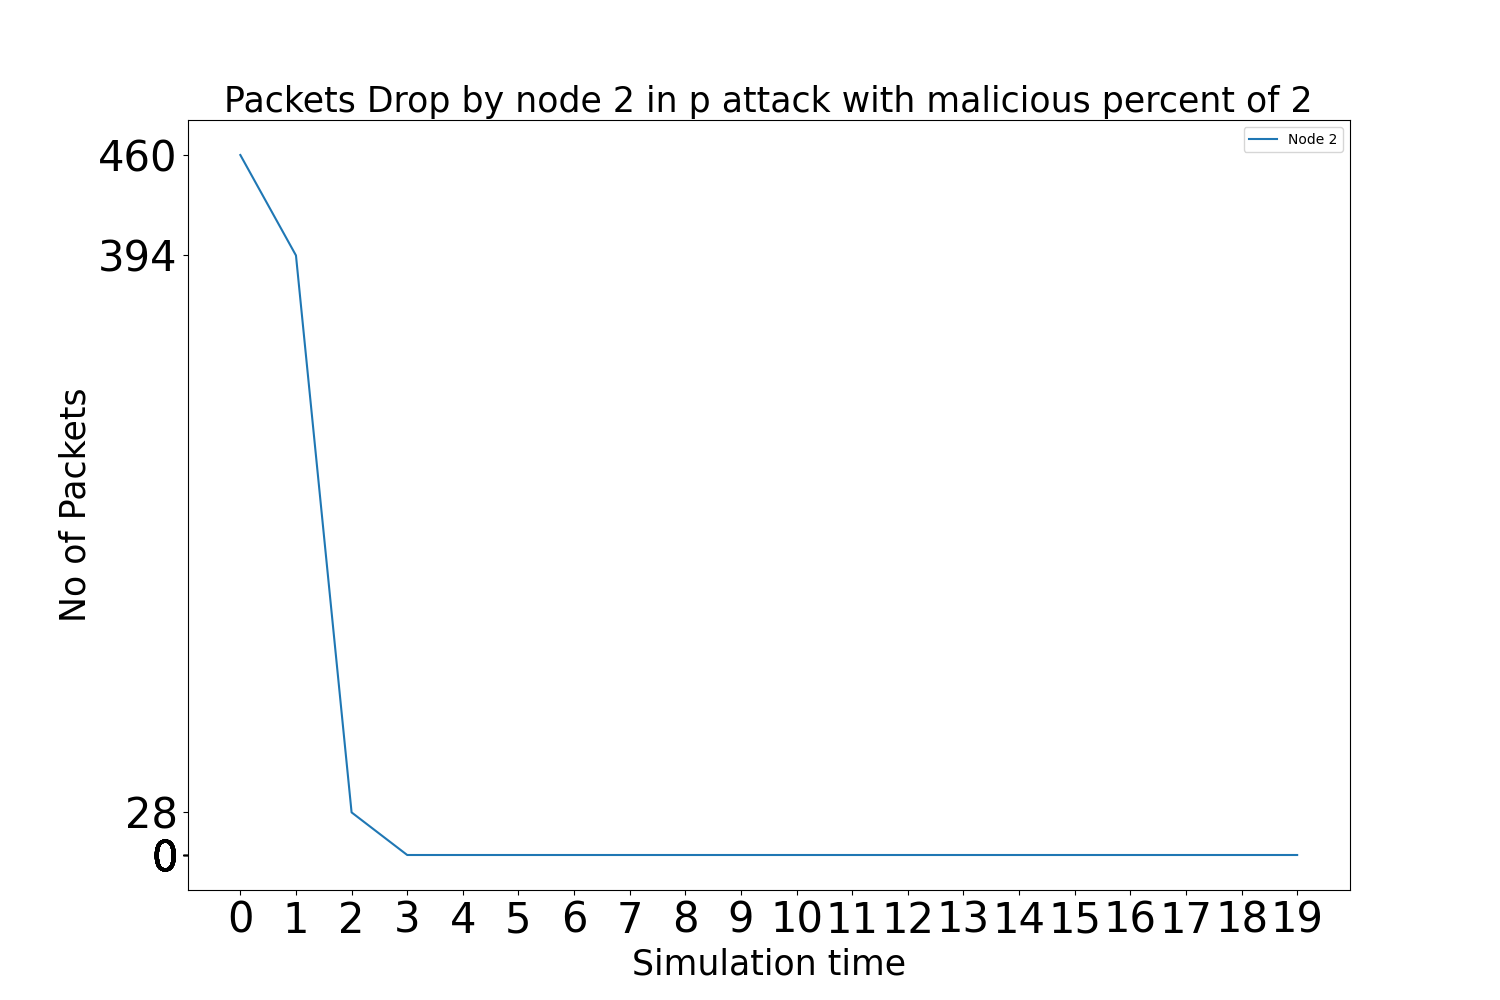 Packets Drop by node 2 in p attack with malicious percent of 2
Node 2
460
394
28
0
No of Packets
0 1 2 3 4 5 6 7 8 9 10 11 12 13 14 15 16 17 18 19
Simulation time